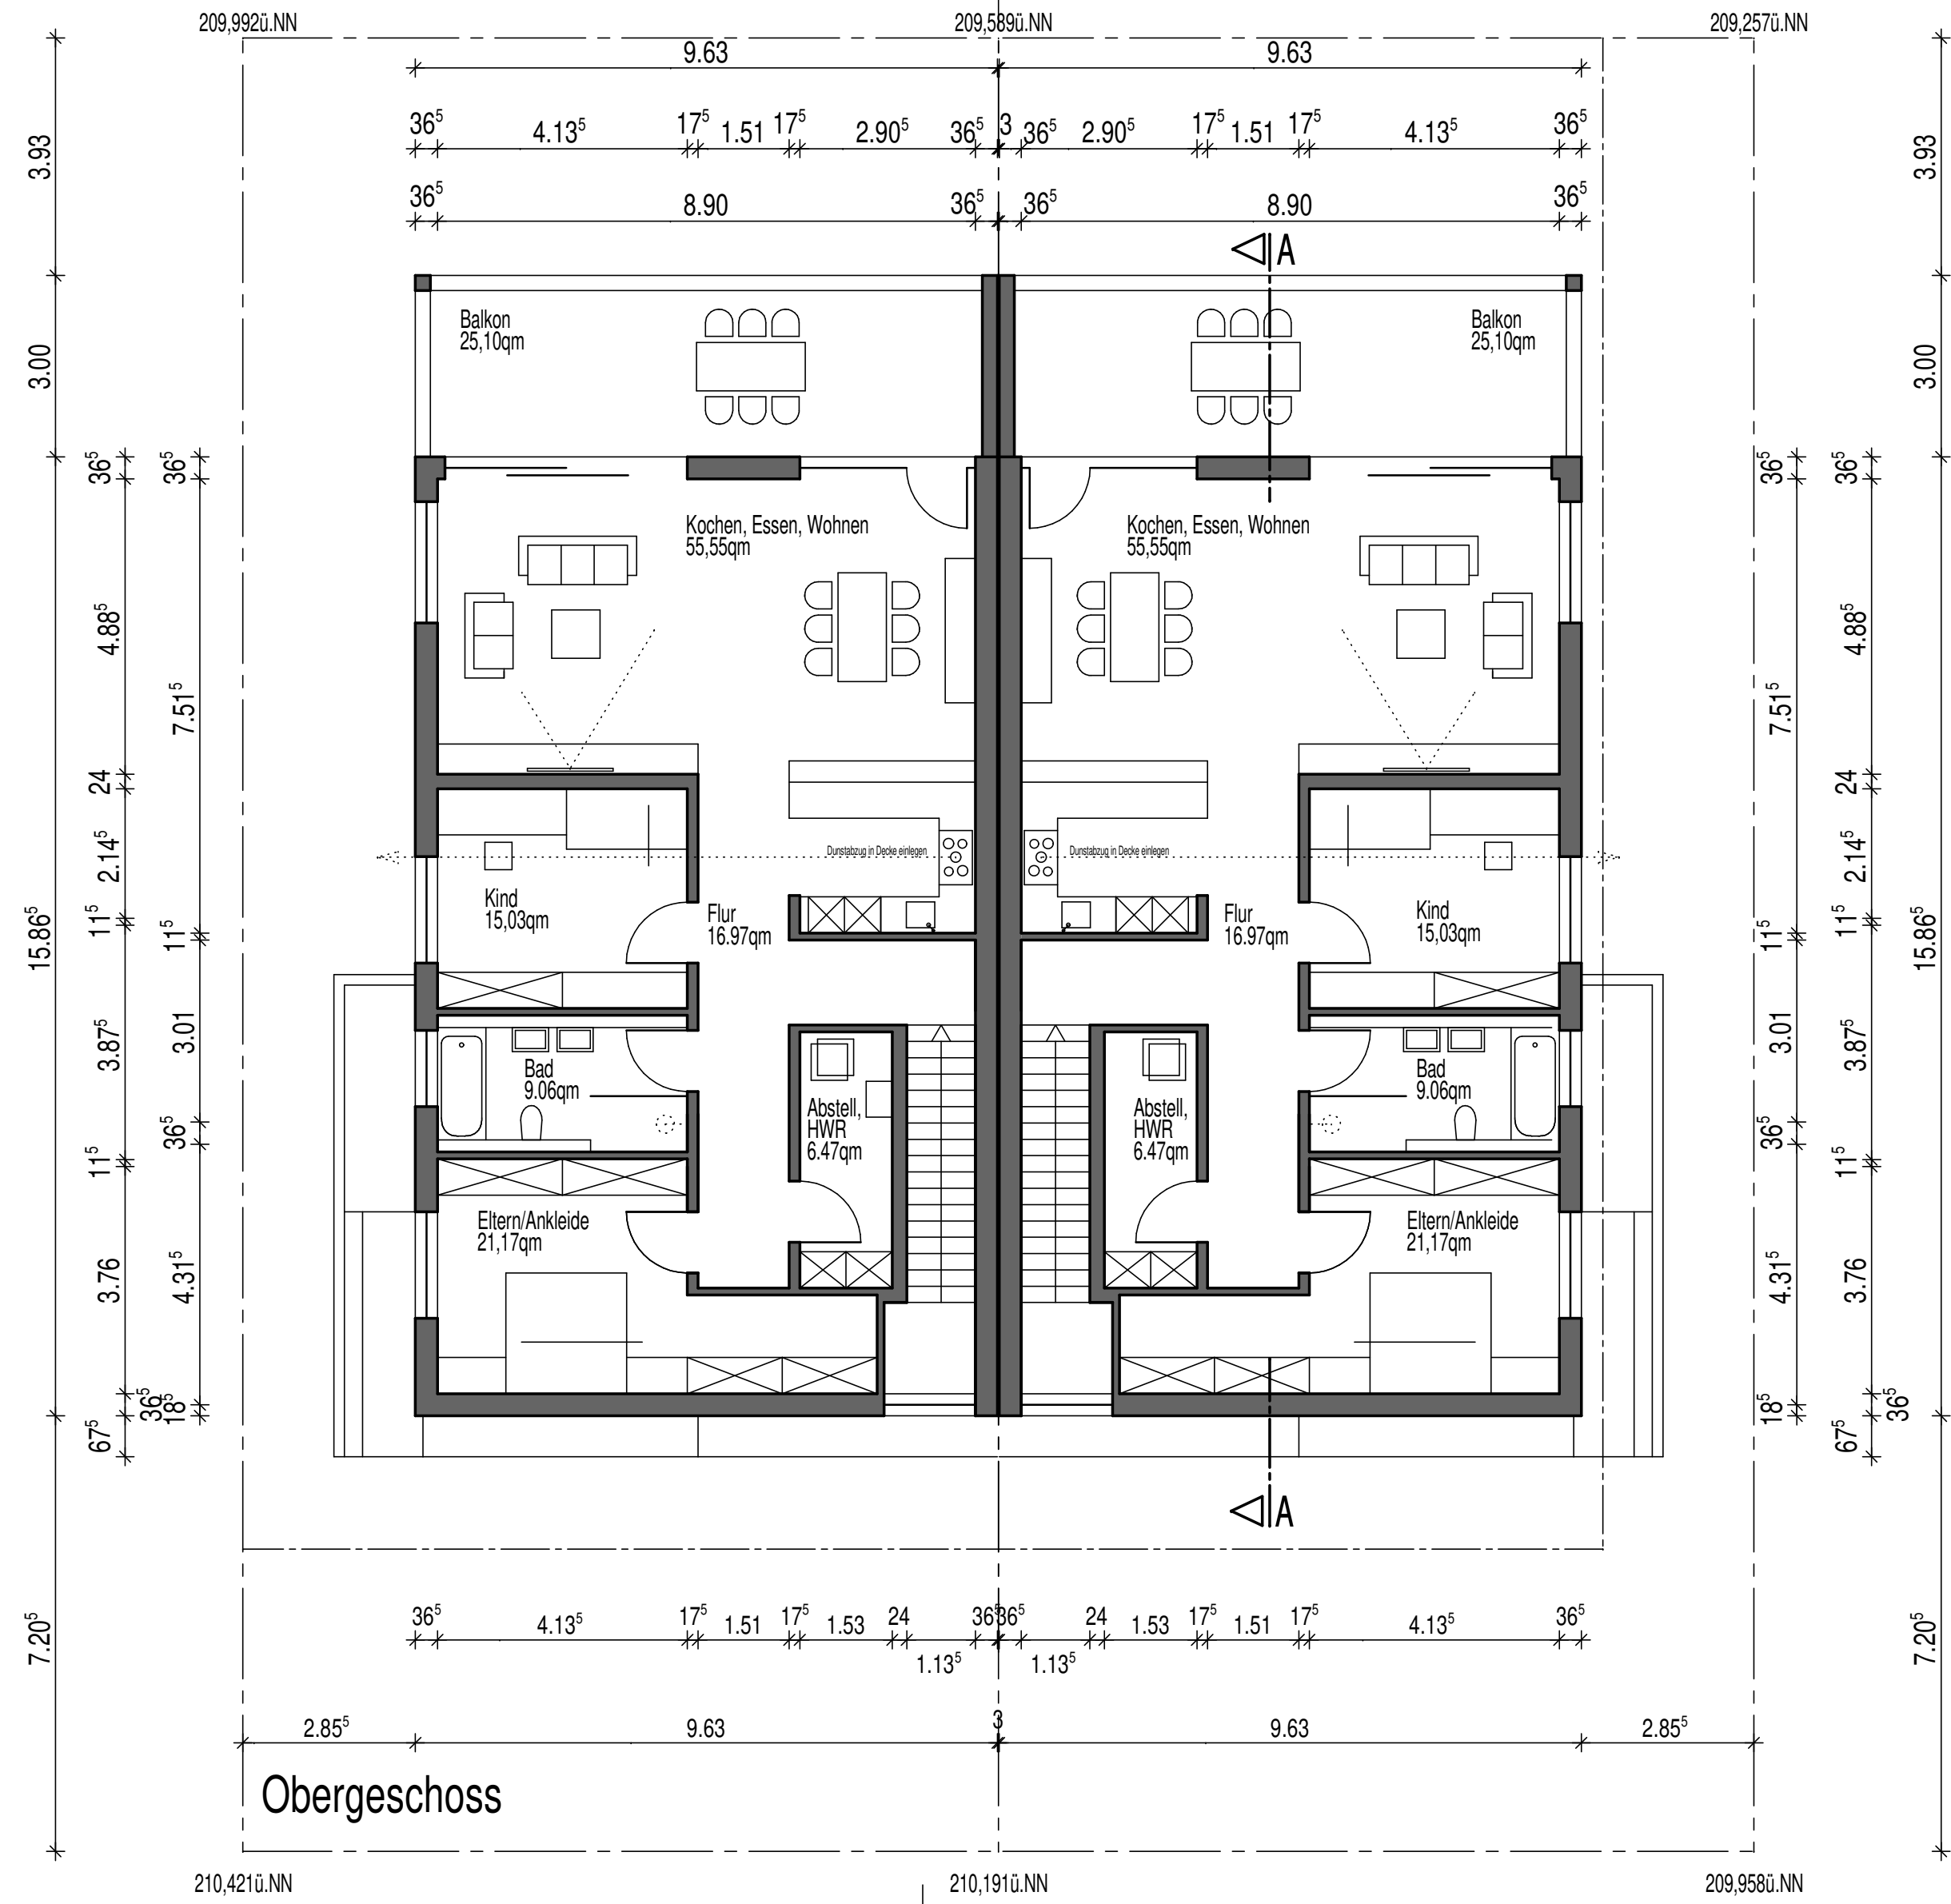 209,992ü.NN 209,589ü.NN 209,257ü.NN
9.63 9.63
36⁵ 4.13⁵ 17⁵ 1.51 17⁵ 2.90⁵ 36⁵ 3 36⁵ 2.90⁵ 17⁵ 1.51 17⁵ 4.13⁵ 36⁵
36⁵ 8.90 36⁵ 36⁵ 8.90 36⁵
A
3.93
3.00
15.86⁵
7.20⁵
36⁵
4.88⁵
24
2.14⁵
11⁵
3.87⁵
11⁵
3.76
36⁵
67⁵
36⁵
7.51⁵
11⁵
3.01
36⁵
4.31⁵
18⁵
Balkon
25,10qm
Kochen, Essen, Wohnen
55,55qm
Dunstabzug in Decke einlegen
Kind
15,03qm
Flur
16.97qm
Bad
9.06qm
Abstell,
HWR
6.47qm
Eltern/Ankleide
21,17qm
Balkon
25,10qm
Kochen, Essen, Wohnen
55,55qm
Dunstabzug in Decke einlegen
Flur
16.97qm
Kind
15,03qm
Bad
9.06qm
Abstell,
HWR
6.47qm
Eltern/Ankleide
21,17qm
36⁵
7.51⁵
11⁵
3.01
36⁵
4.31⁵
18⁵
36⁵
4.88⁵
24
2.14⁵
11⁵
3.87⁵
11⁵
3.76
36⁵
67⁵
3.93
3.00
15.86⁵
7.20⁵
A
36⁵ 4.13⁵ 17⁵ 1.51 17⁵ 1.53 24 36⁵ 36⁵ 24 1.53 17⁵ 1.51 17⁵ 4.13⁵ 36⁵
1.13⁵ 1.13⁵
2.85⁵ 9.63 3 9.63 2.85⁵
Obergeschoss
210,421ü.NN 210,191ü.NN 209,958ü.NN